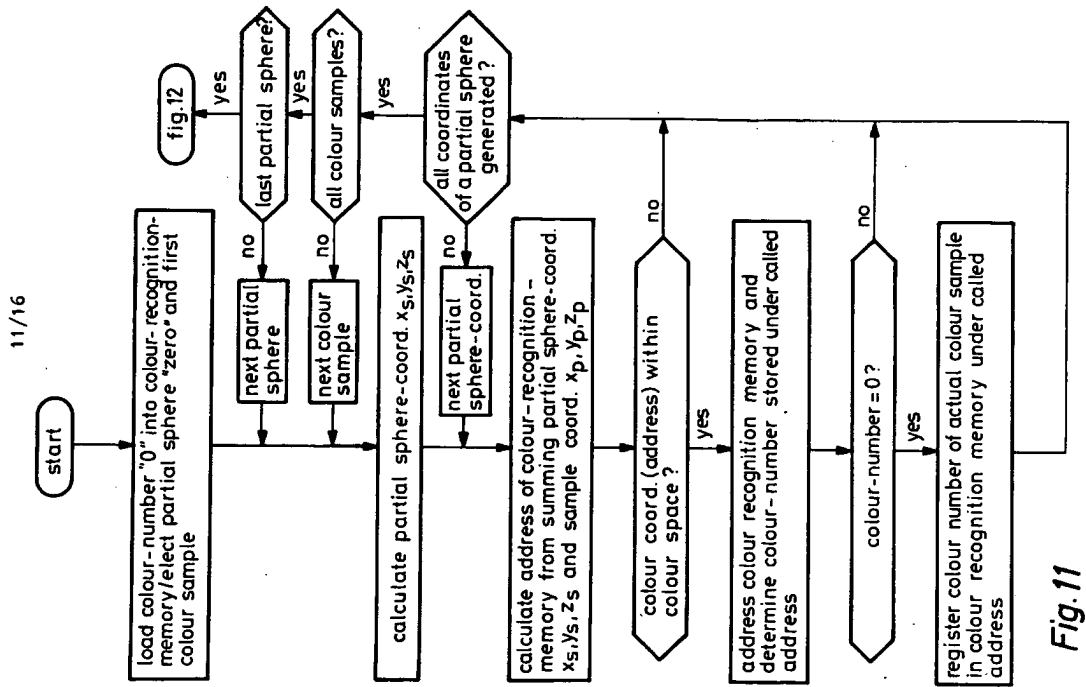 11/16
start
load colour-number "0" into colour-recognition-
memory/elect partial sphere "zero" and first
colour sample
next partial
sphere
no
last partial sphere?
yes
fig.12
next colour
sample
no
all colour samples?
yes
calculate partial sphere-coord. xs,ys,zs
next partial
sphere-coord.
no
all coordinates
of a partial sphere
generated?
yes
calculate address of colour-recognition-
memory from summing partial sphere-coord.
xs,ys,zs and sample coord. xp,yp,zp
colour coord. (address) within
colour space?
no
yes
address colour recognition memory and
determine colour-number stored under called
address
colour-number = 0?
no
yes
register colour number of actual colour sample
in colour recognition memory under called
address
Fig.11